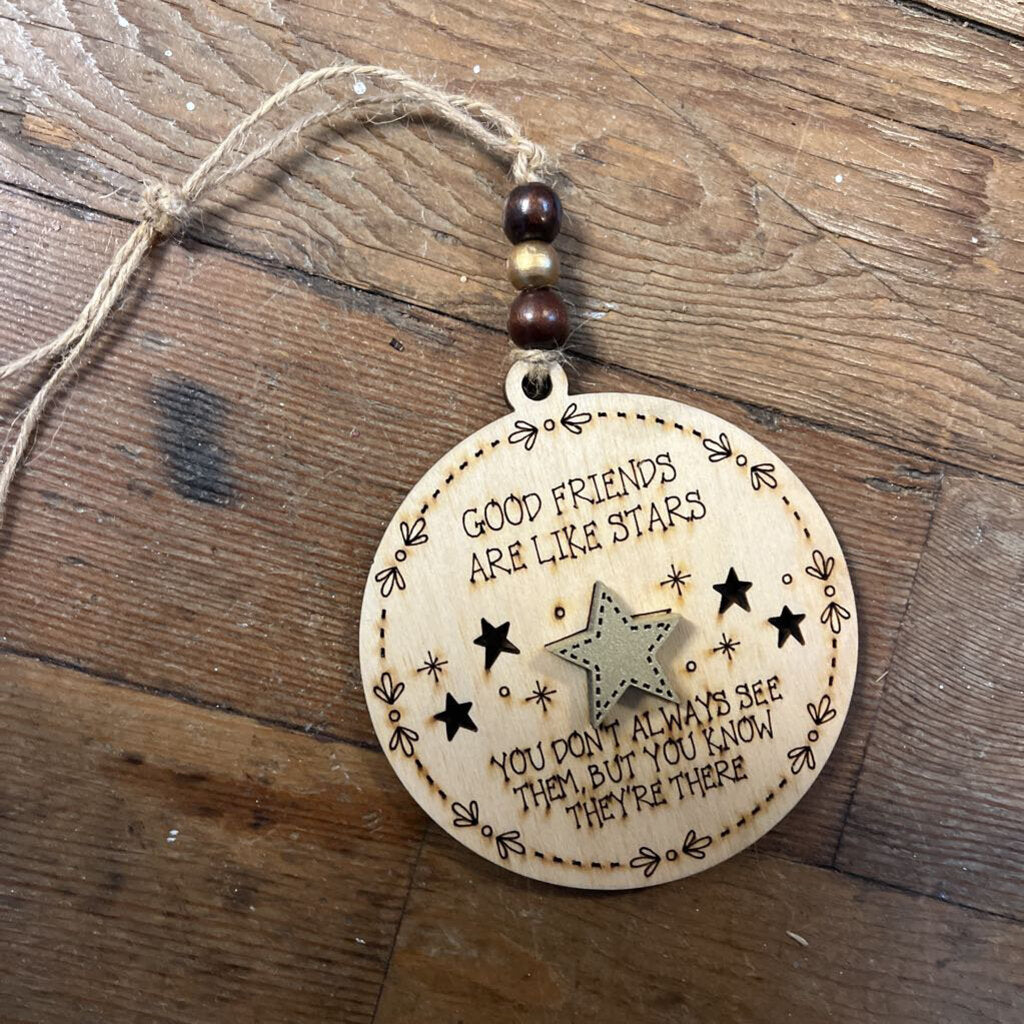 GOOD FRIENDS
ARE LIKE STARS
YOU DON'T ALWAYS SEE
THEM, BUT YOU KNOW
THEY'RE THERE